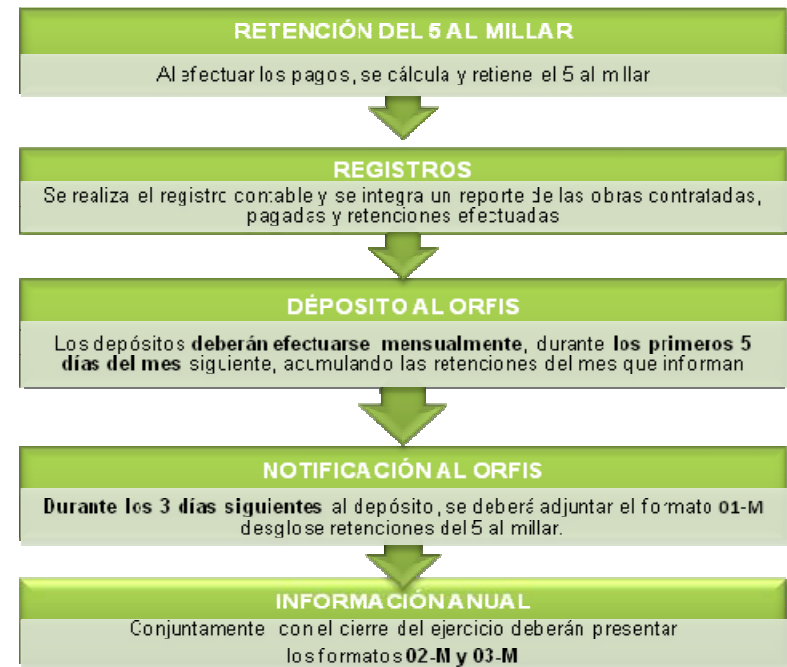 RETENCIÓN DEL 5 AL MILLAR
Al efectuar los pagos, se cálcula y retiene el 5 al millar
REGISTROS
Se realiza el registro contable y se integra un reporte de las obras contratadas,
pagadas y retenciones efectuadas
DÉPOSITO AL ORFIS
Los depósitos deberán efectuarse mensualmente, durante los primeros 5
días del mes siguiente, acumulando las retenciones del mes que informan
NOTIFICACIÓN AL ORFIS
Durante los 3 días siguientes al depósito, se deberá adjuntar el formato 01-M
desglose retenciones del 5 al millar.
INFORMACIÓN ANUAL
Conjuntamente con el cierre del ejercicio deberán presentar
los formatos 02-M y 03-M